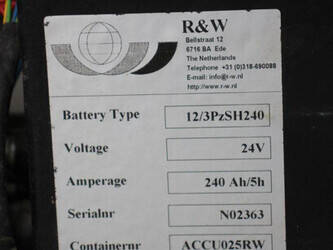 R&W
Bellstraat 12
6716 BA Ede
The Netherlands
Telephone +31 (0)318-690088
E-mail: info@r-w.nl
http://www.r-w.nl
Battery Type 12/3PzSH240
Voltage 24V
Amperage 240 Ah/5h
Serialnr N02363
Containernr ACCU025RW